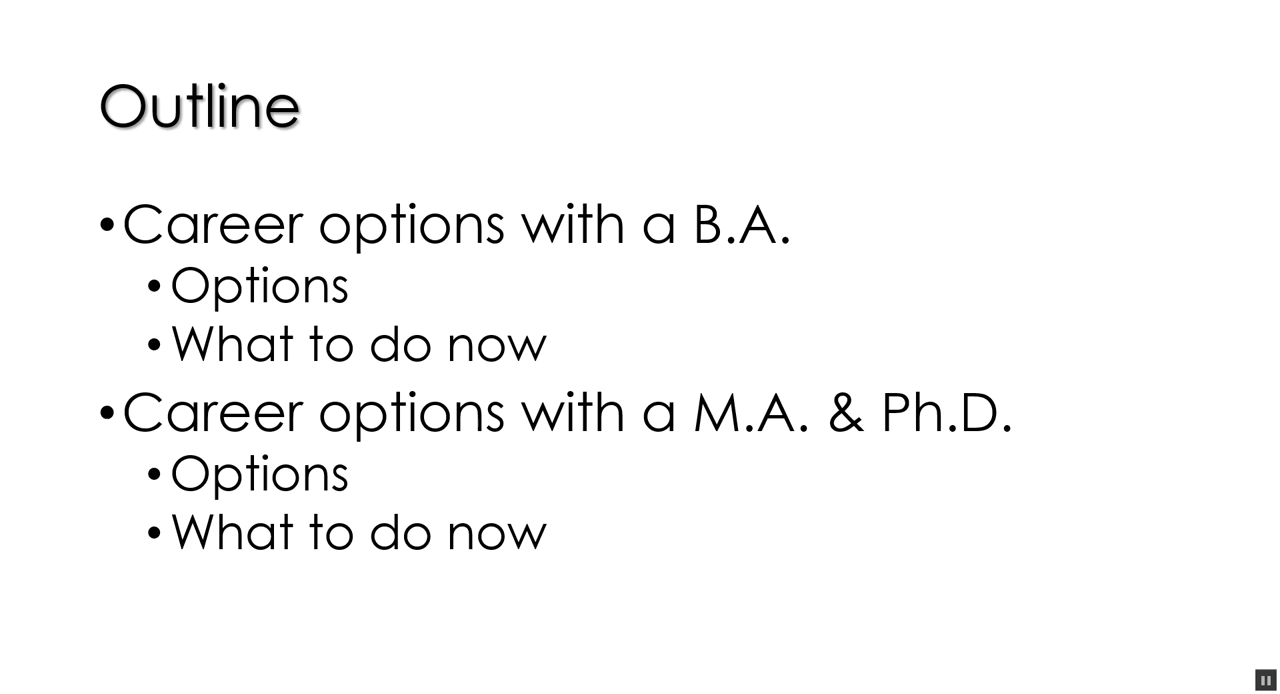 Outline
•Career options with a B.A.
•Options
•What to do now
•Career options with a M.A. & Ph.D.
•Options
•What to do now